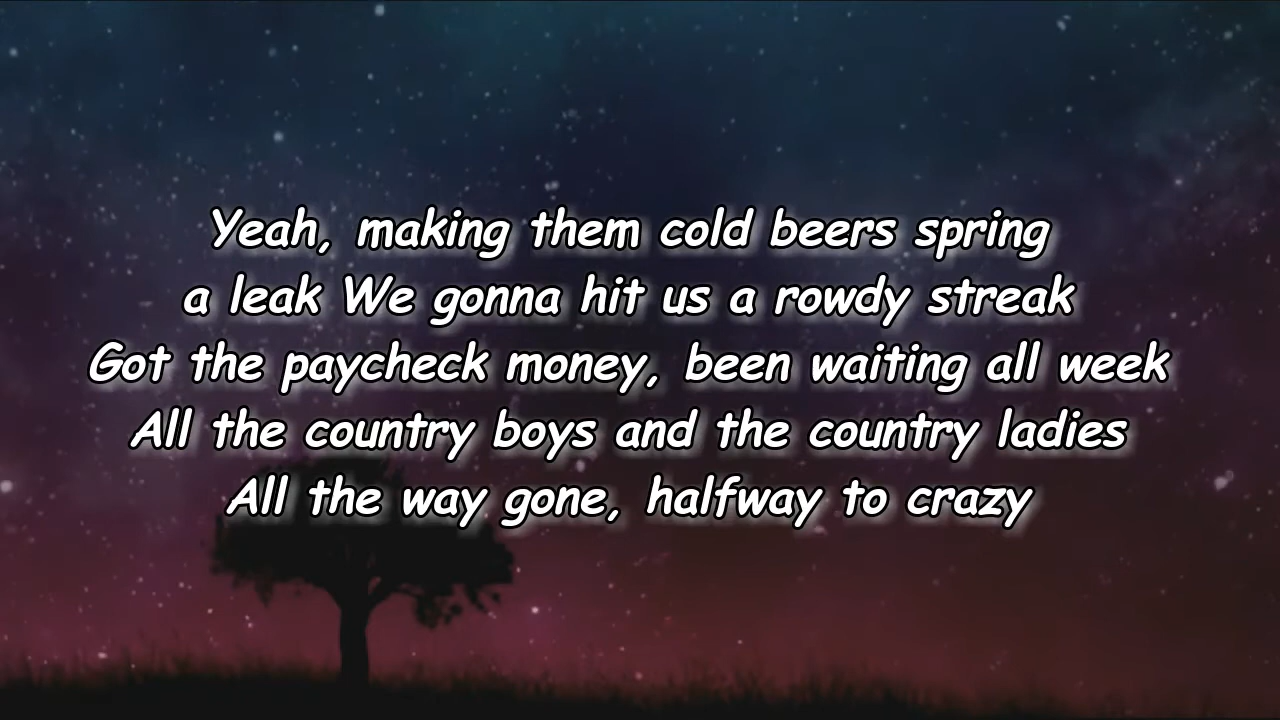 Yeah, making them cold beers spring
a leak We gonna hit us a rowdy streak
Got the paycheck money, been waiting all week
All the country boys and the country ladies
All the way gone, halfway to crazy